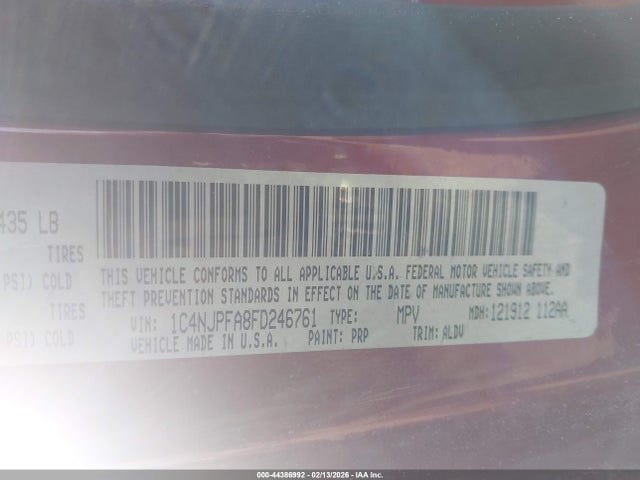 435 LB
TIRES
PSI) COLD
TIRES
PSI) COLD
THIS VEHICLE CONFORMS TO ALL APPLICABLE U.S.A. FEDERAL MOTOR VEHICLE SAFETY AND
THEFT PREVENTION STANDARDS IN EFFECT ON THE DATE OF MANUFACTURE SHOWN ABOVE.
VIN: 1C4NJPFA8FD246761 TYPE: MPV MDH: 121912 112AA
VEHICLE MADE IN U.S.A. PAINT: PRP TRIM: ALDV
000-44386992 - 02/13/2026 - IAA Inc.